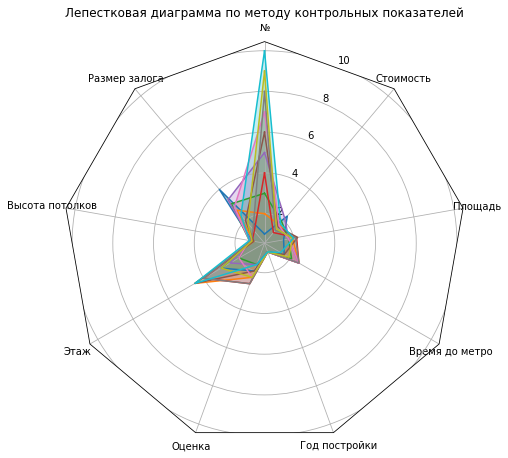 Лепестковая диаграмма по методу контрольных показателей
№
10
Размер залога
Стоимость
8
6
4
2
Высота потолков
Площадь
Этаж
Время до метро
Оценка
Год постройки